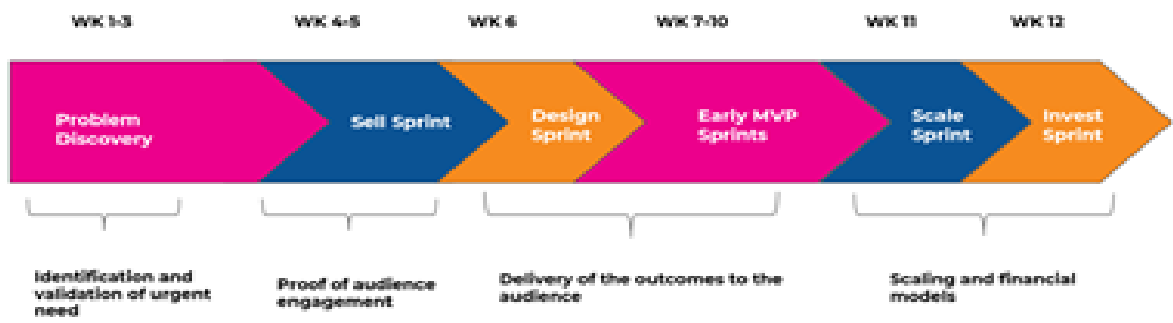 WK 1-3 WK 4-5 WK 6 WK 7-10 WK 11 WK 12
Problem
Discovery
Sell Sprint
Design
Sprint
Early MVP
Sprints
Scale
Sprint
Invest
Sprint
Identification and
validation of urgent
need
Proof of audience
engagement
Delivery of the outcomes to the
audience
Scaling and financial
models